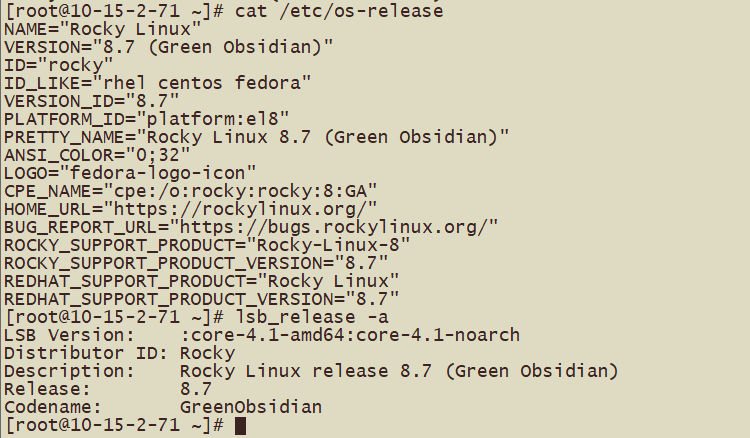 [root@10-15-2-71 ~]# cat /etc/os-release
NAME="Rocky Linux"
VERSION="8.7 (Green Obsidian)"
ID="rocky"
ID_LIKE="rhel centos fedora"
VERSION_ID="8.7"
PLATFORM_ID="platform:el8"
PRETTY_NAME="Rocky Linux 8.7 (Green Obsidian)"
ANSI_COLOR="0;32"
LOGO="fedora-logo-icon"
CPE_NAME="cpe:/o:rocky:rocky:8:GA"
HOME_URL="https://rockylinux.org/"
BUG_REPORT_URL="https://bugs.rockylinux.org/"
ROCKY_SUPPORT_PRODUCT="Rocky-Linux-8"
ROCKY_SUPPORT_PRODUCT_VERSION="8.7"
REDHAT_SUPPORT_PRODUCT="Rocky Linux"
REDHAT_SUPPORT_PRODUCT_VERSION="8.7"
[root@10-15-2-71 ~]# lsb_release -a
LSB Version:    :core-4.1-amd64:core-4.1-noarch
Distributor ID: Rocky
Description:    Rocky Linux release 8.7 (Green Obsidian)
Release:        8.7
Codename:       GreenObsidian
[root@10-15-2-71 ~]#